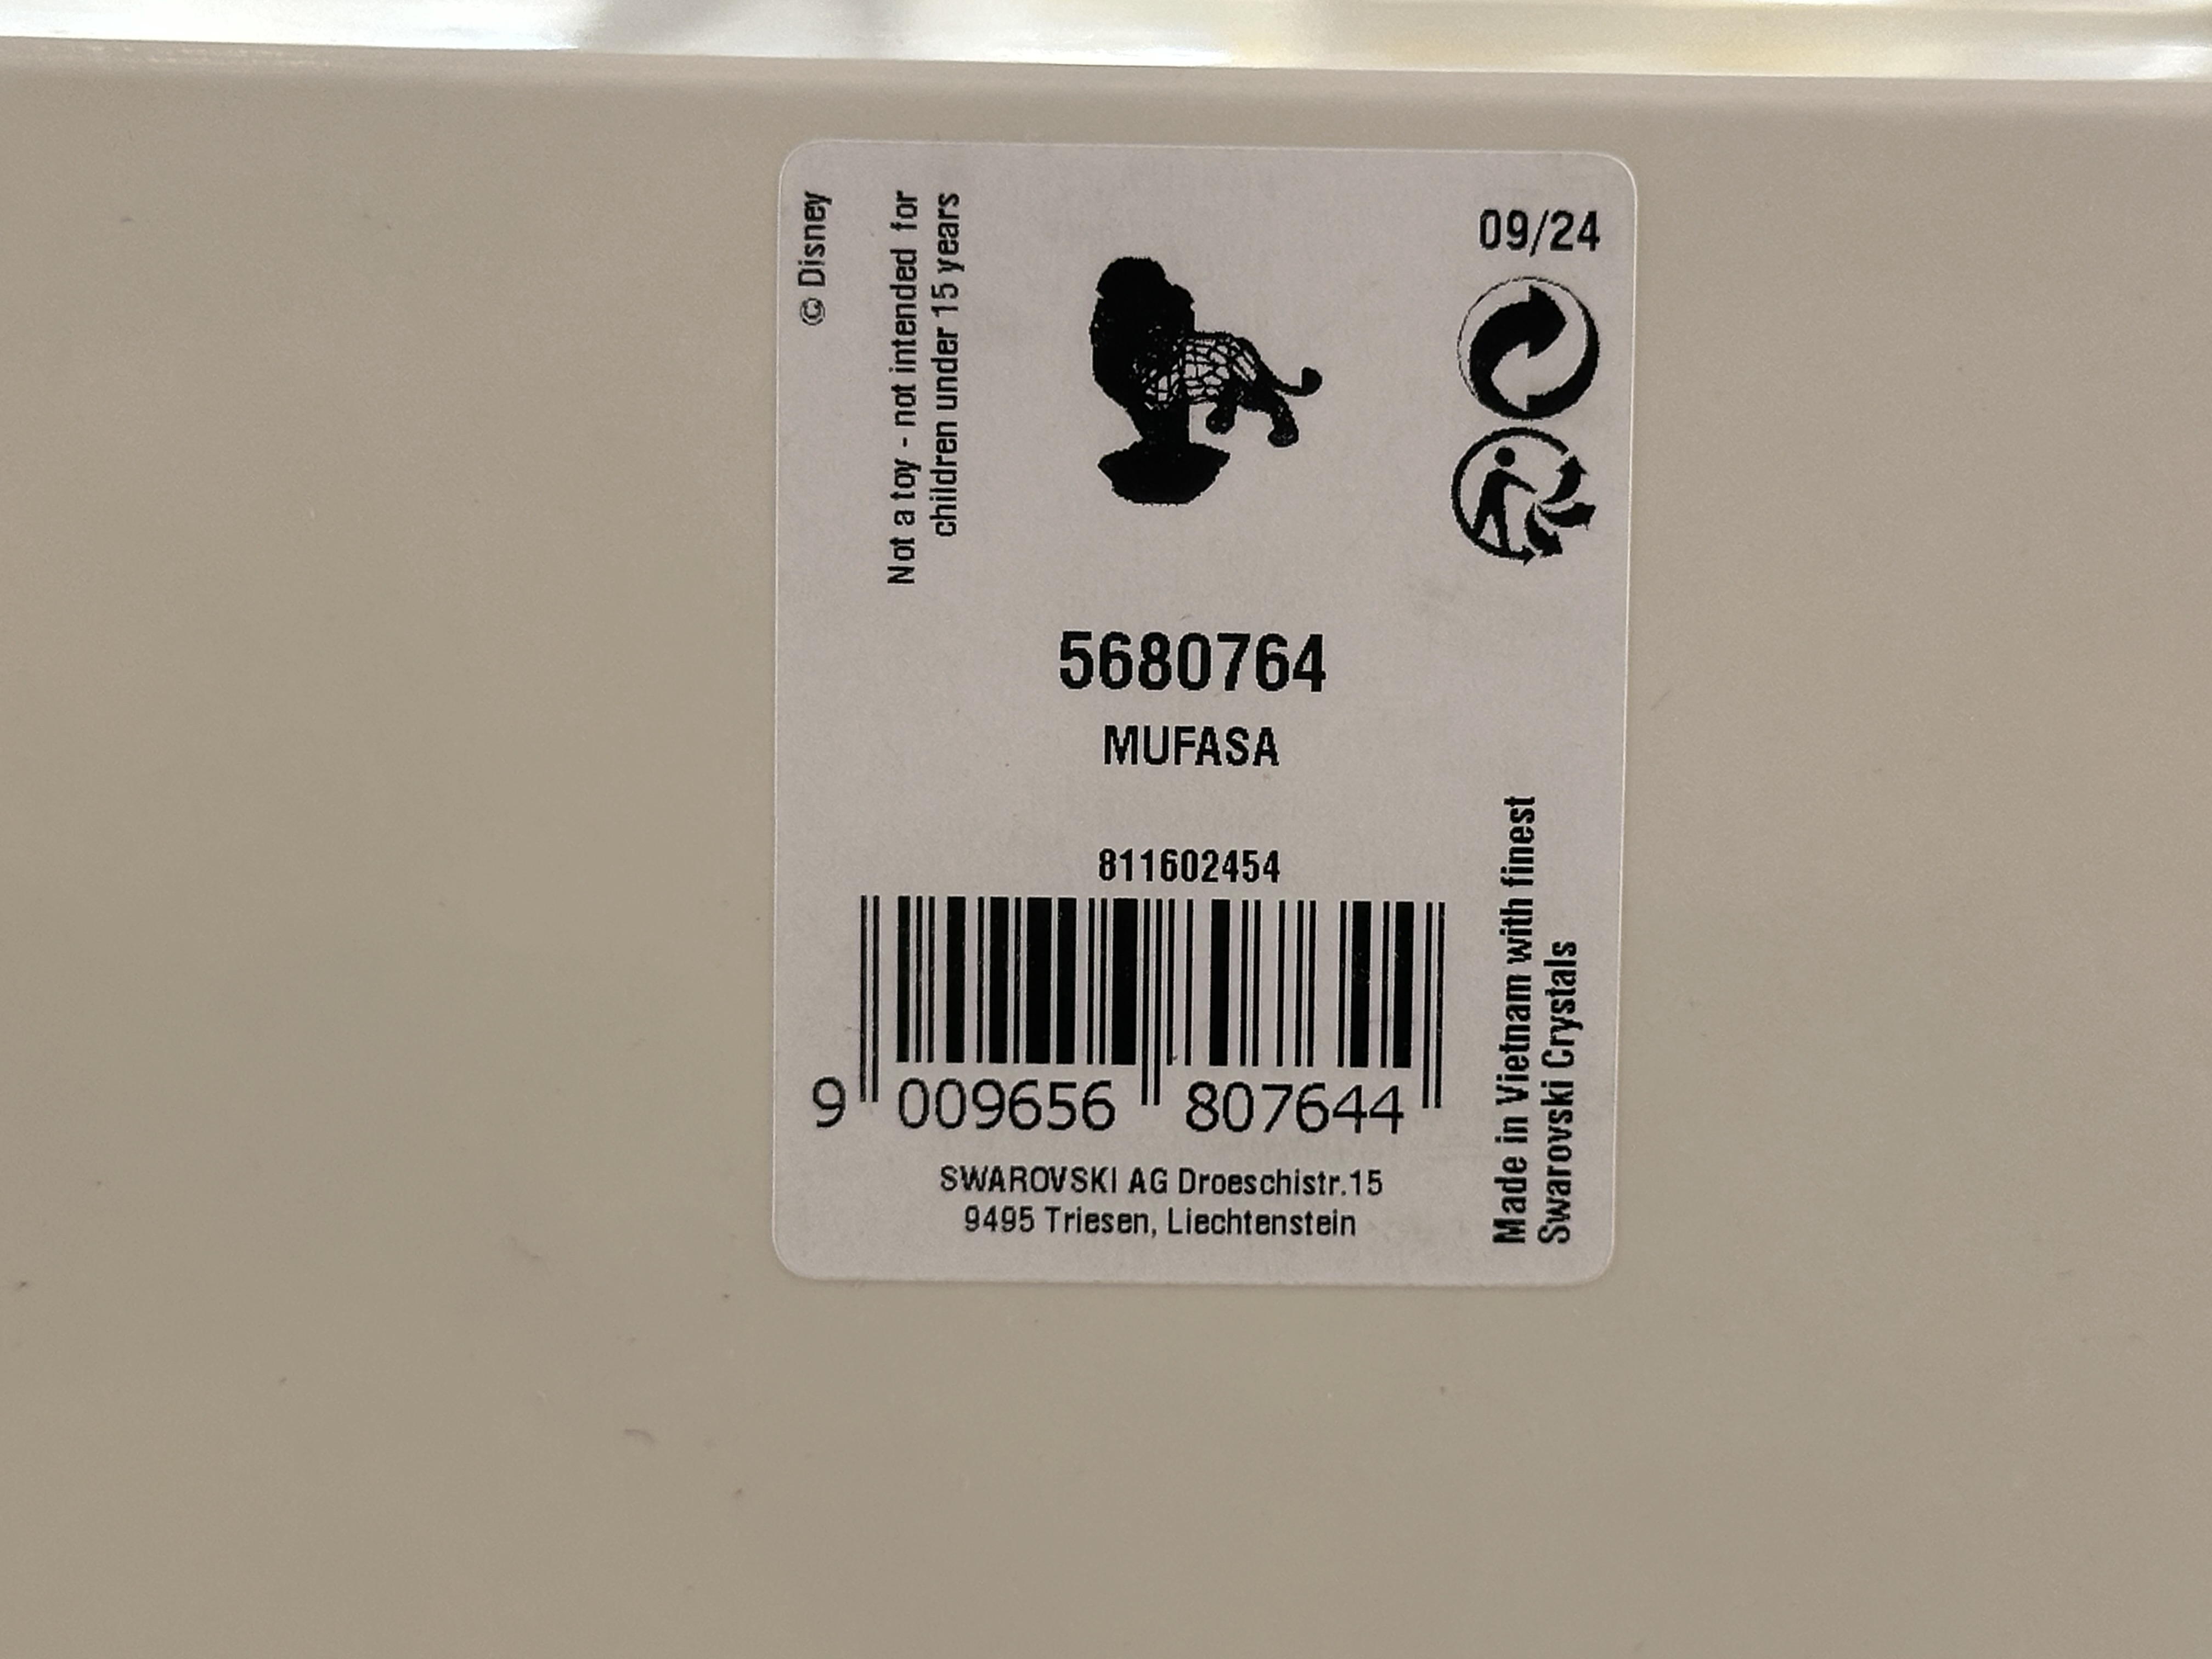 © Disney
Not a toy - not intended for
children under 15 years
09/24
5680764
MUFASA
811602454
9 009656 807644
SWAROVSKI AG Droeschistr.15
9495 Triesen, Liechtenstein
Made in Vietnam with finest
Swarovski Crystals